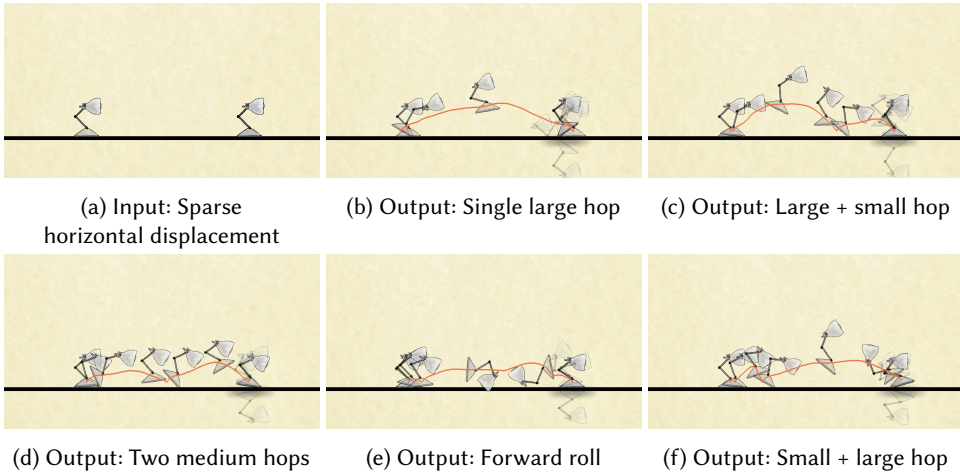 (a) Input: Sparse
horizontal displacement
(b) Output: Single large hop
(c) Output: Large + small hop
(d) Output: Two medium hops
(e) Output: Forward roll
(f) Output: Small + large hop